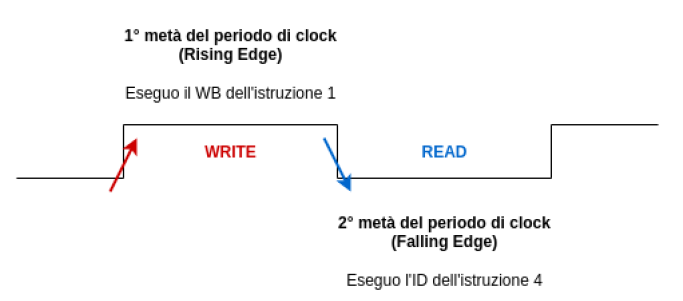 1° metà del periodo di clock
(Rising Edge)
Eseguo il WB dell'istruzione 1
WRITE
READ
2° metà del periodo di clock
(Falling Edge)
Eseguo l'ID dell'istruzione 4